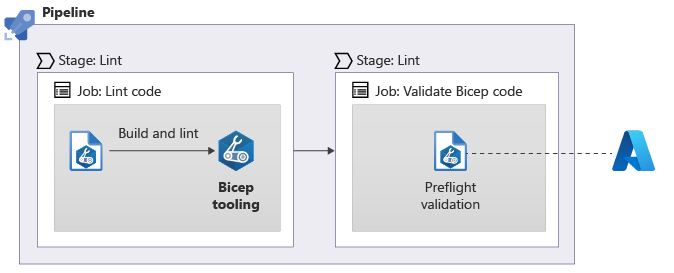 Pipeline
Stage: Lint
Job: Lint code
Build and lint
Bicep
tooling
Stage: Lint
Job: Validate Bicep code
Preflight
validation